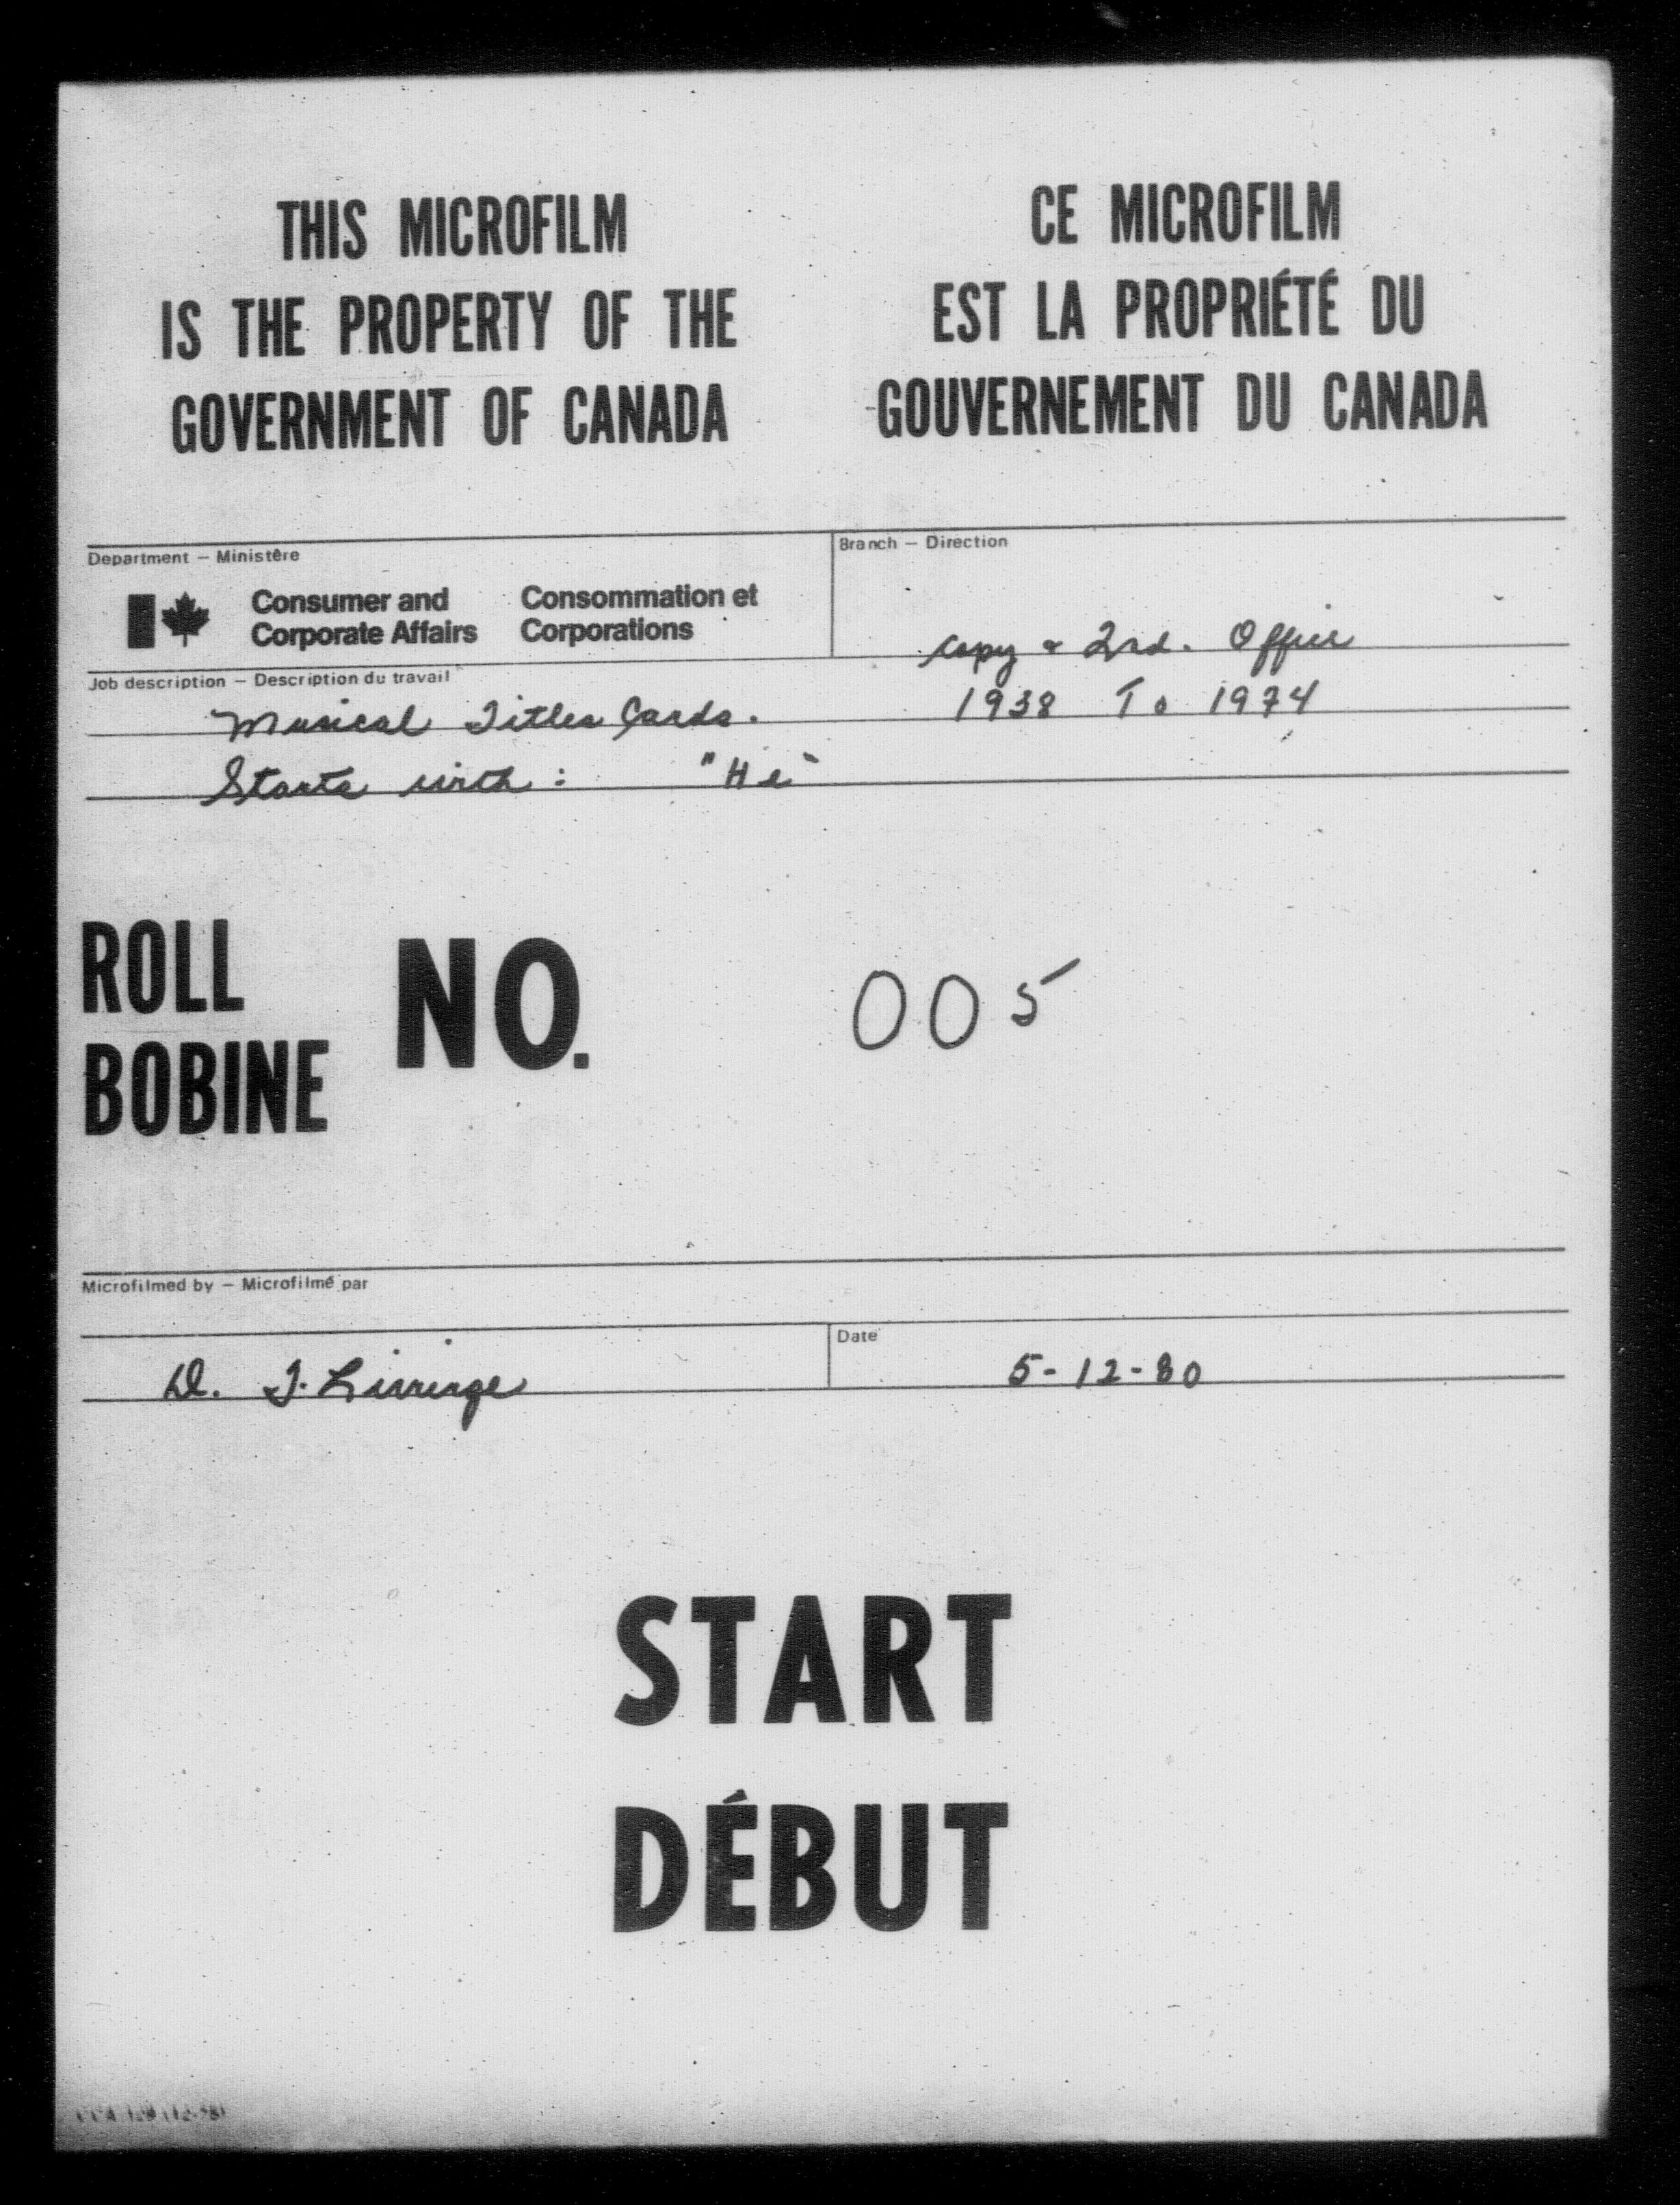 THIS MICROFILM
IS THE PROPERTY OF THE
GOVERNMENT OF CANADA
CE MICROFILM
EST LA PROPRIÉTÉ DU
GOUVERNEMENT DU CANADA
Department — Ministère
Consumer and
Corporate Affairs
Consommation et
Corporations
Branch — Direction
Copy & Ind. Office
Job description — Description du travail
Musical Titles Cards. 1938 To 1974
Starts with: "He"
ROLL
BOBINE
NO. 005
Microfilmed by — Microfilmé par
D. J.
Date
5-12-80
START
DÉBUT